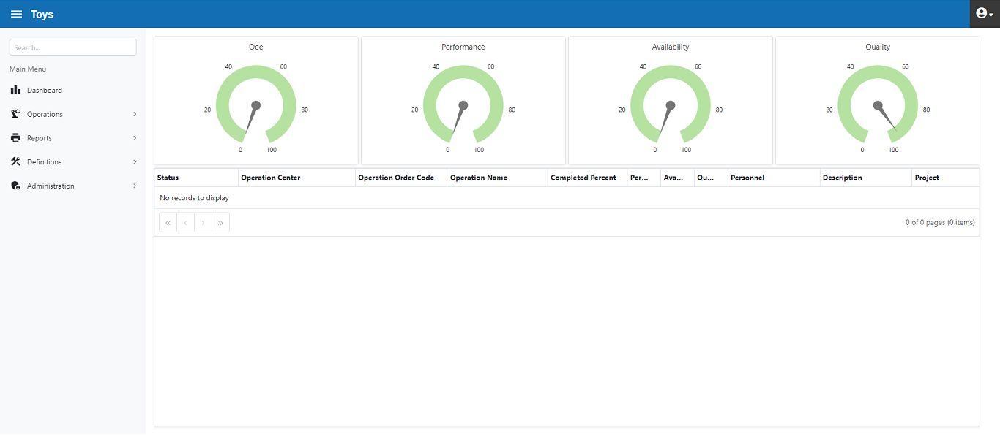 Toys
Search...
Main Menu
Dashboard
Operations
Reports
Definitions
Administration
Oee
40 60
20 80
0 100
Performance
40 60
20 80
0 100
Availability
40 60
20 80
0 100
Quality
40 60
20 80
0 100
Status Operation Center Operation Order Code Operation Name Completed Percent Per... Ava... Qu... Personnel Description Project
No records to display
0 of 0 pages (0 items)